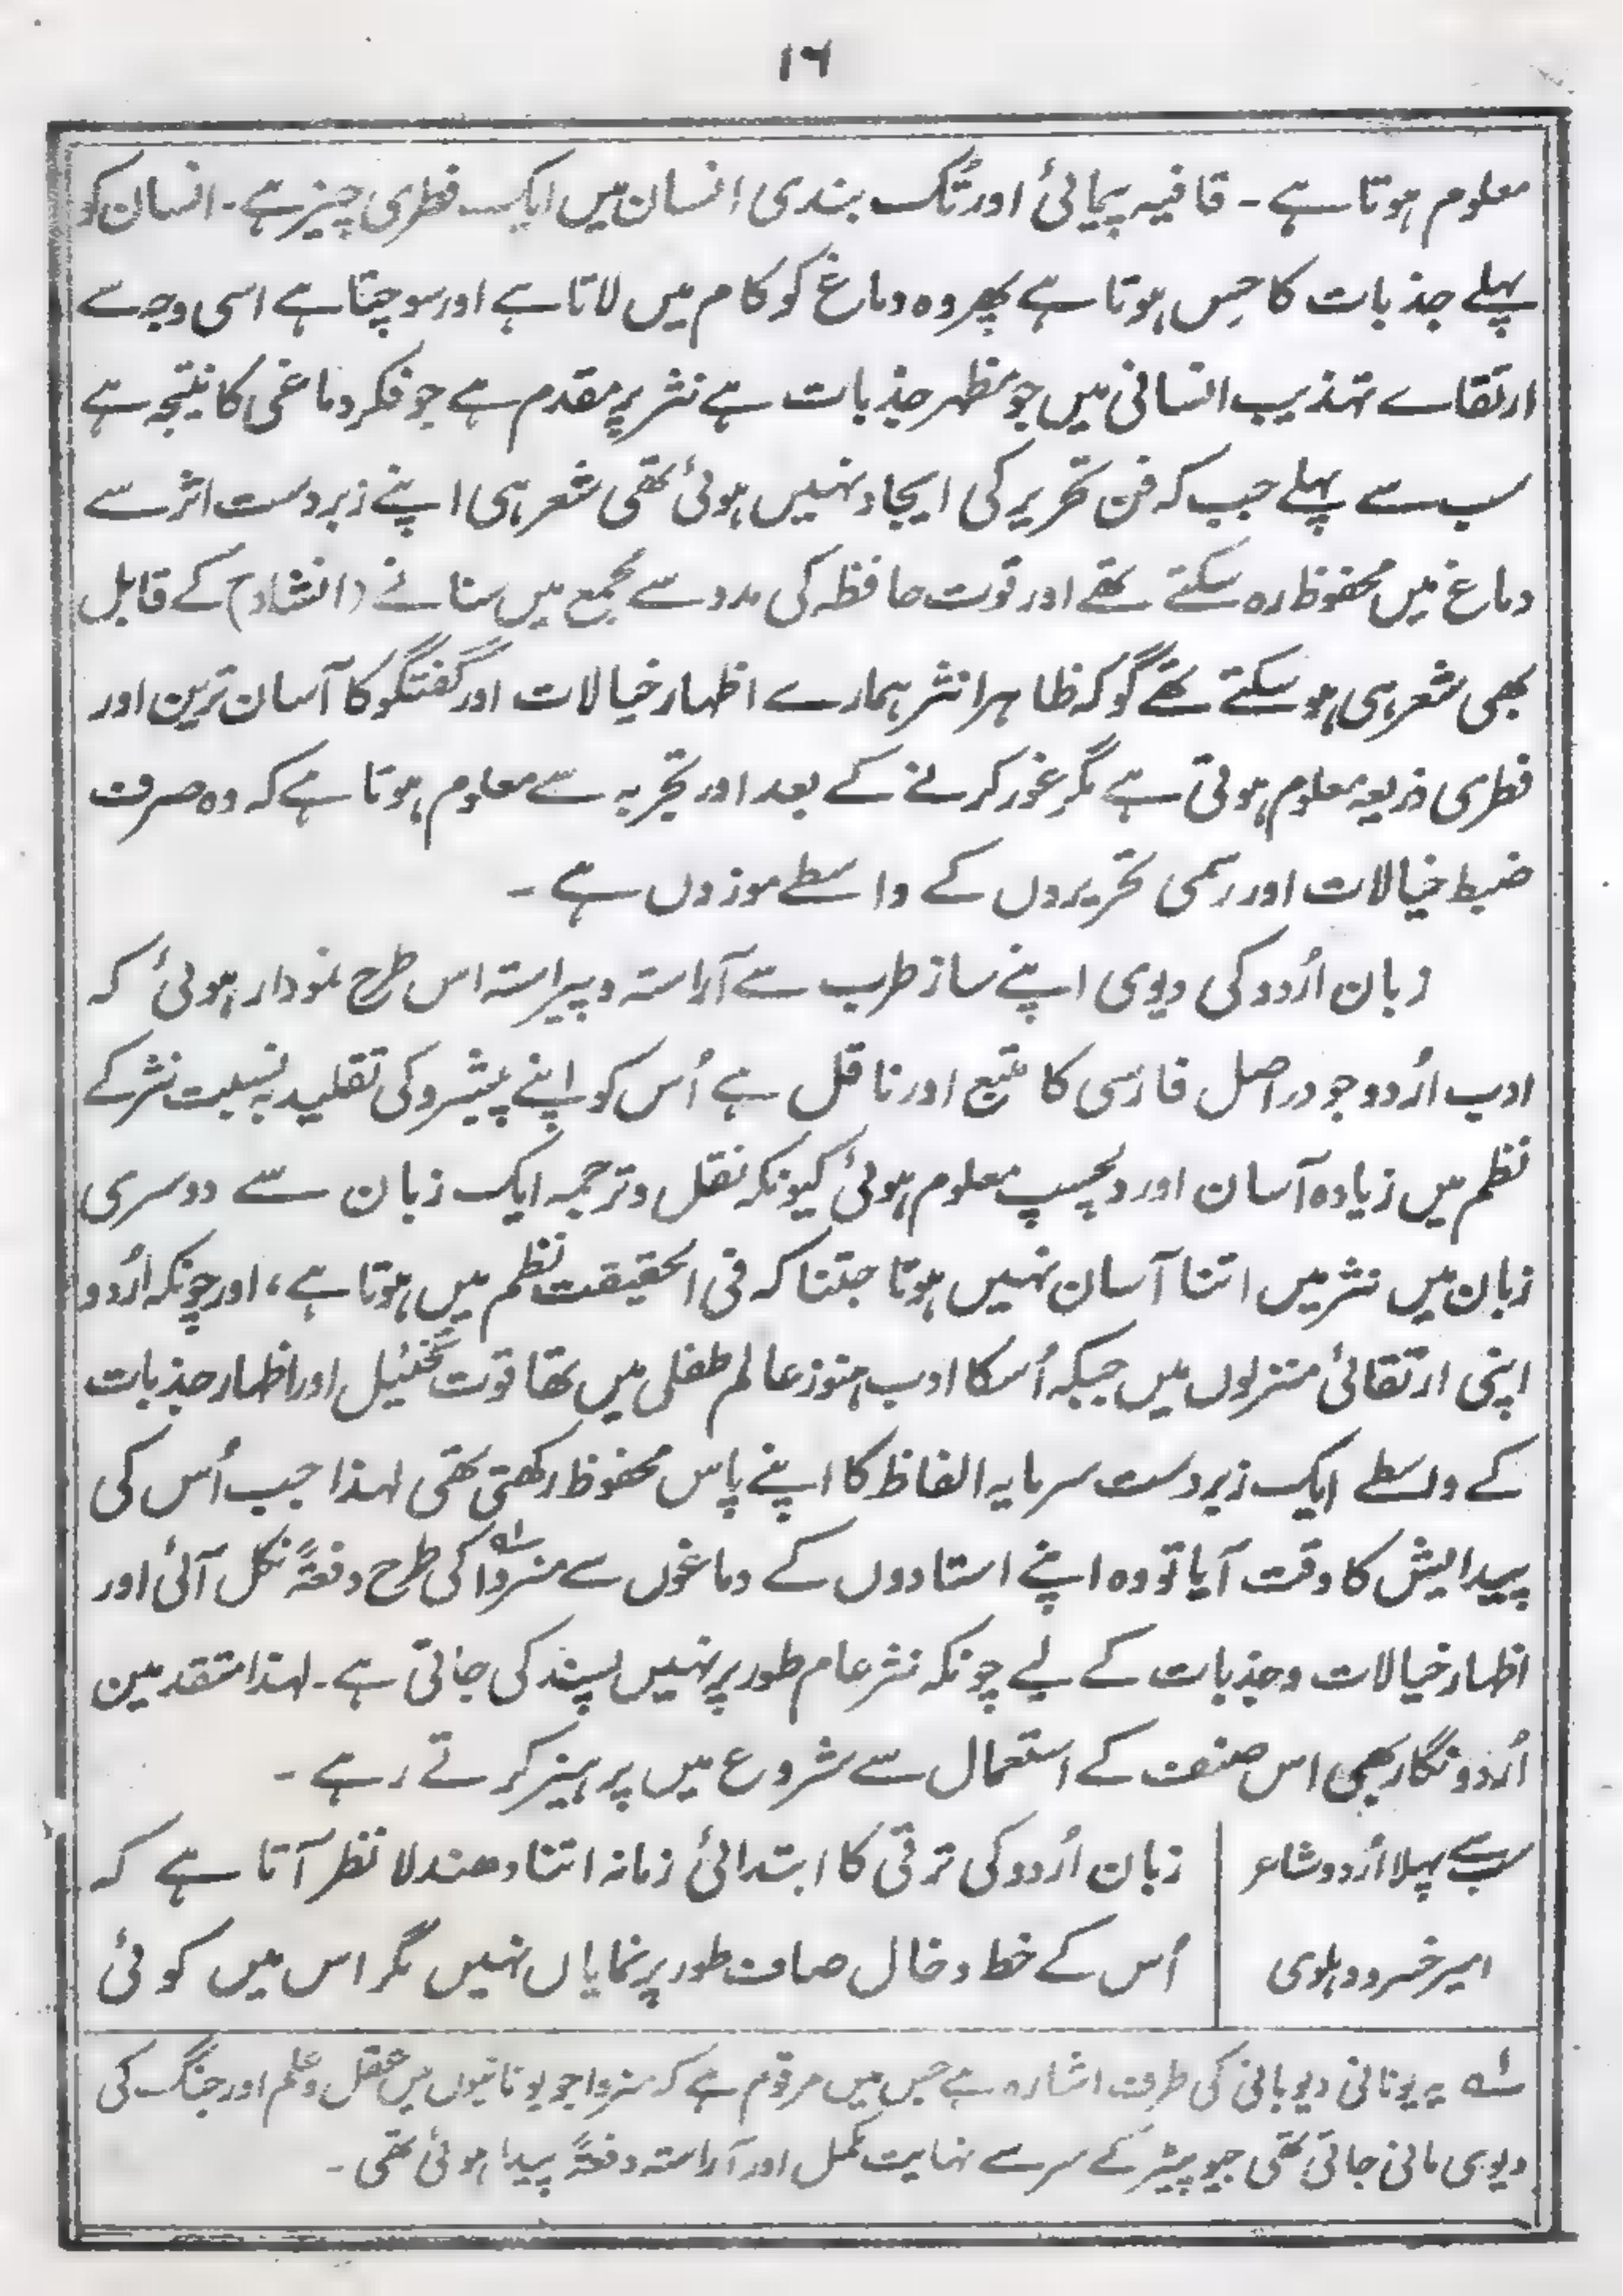 ۱۶
معلوم ہوتا ہے ۔ قافیہ پیمائی اور تُک بندی انسان میں ایک فطری چیز ہے ۔ انسان کو
پہلے جذبات کا حِس ہوتا ہے پھر وہ دماغ کو کام میں لاتا ہے اور سوچتا ہے اسی وجہ سے
ارتقاے تہذیب انسانی میں جو مظہر جذبات ہے نثر پر مقدم ہے جو فکر دماغی کا نتیجہ ہے
سب سے پہلے جب کہ فن تحریر کی ایجاد نہیں ہوئی تھی شعر ہی اپنے زبردست اثر سے
دماغ میں محفوظ رہ سکتے تھے اور قوت حافظہ کی مدد سے مجمع میں سنانے (انشاد) کے قابل
بھی شعر ہی ہو سکتے تھے گو کہ ظاہرا نثر ہمارے اظہار خیالات اور گفتگو کا آسان ترین اور
فطری ذریعہ معلوم ہوتی ہے مگر غور کرنے کے بعد اور تجربہ سے معلوم ہوتا ہے کہ وہ صرف
ضبط خیالات اور رسمی تحریروں کے واسطے موزوں ہے ۔
زبان اُردو کی دیوی اپنے ساز طرب سے آراستہ و پیراستہ اس طرح نمودار ہوئی کہ
ادب اُردو جو دراصل فارسی کا متبع اور ناقل ہے اُس کو اپنے پیشرو کی تقلید بہ نسبت نثر کے
نظم میں زیادہ آسان اور دلچسپ معلوم ہوئی کیونکہ نقل و ترجمہ ایک زبان سے دوسری
زبان میں نثر میں اتنا آسان نہیں ہوتا جتنا کہ فی الحقیقت نظم میں ہوتا ہے، اور چونکہ اُردو
اپنی ارتقائی منزلوں میں جبکہ اُسکا ادب ہنوز عالم طفلی میں تھا قوت تخئیل اور اظہار جذبات
کے واسطے ایک زبردست سرمایہ الفاظ کا اپنے پاس محفوظ رکھتی تھی لہذا جب اُس کی
پیدایش کا وقت آیا تو وہ اپنے استادوں کے دماغوں سے منروا۱؂ کی طرح دفعۃً نکل آئی اور
اظہار خیالات و جذبات کے لیے چونکہ نثر عام طور پر نہیں پسند کی جاتی ہے ۔ لہذا متقدمین
اُردو نگار بھی اس صنف کے استعمال سے شروع میں پرہیز کرتے رہے ۔
سب سے پہلا اُردو شاعر
امیر خسرو دہلوی
زبان اُردو کی ترقی کا ابتدائی زمانہ اتنا دھندلا نظر آتا ہے کہ
اُس کے خط و خال صاف طور پر نمایاں نہیں مگر اس میں کوئی
۱؂ یہ یونانی دیوبانی کی طرف اشارہ ہے جس میں مرقوم ہے کہ منروا جو یونانیوں میں عقل و علم اور جنگ کی
دیوی مانی جاتی تھی جیوپیٹر کے سر سے نہایت مکمل اور آراستہ دفعۃً پیدا ہوئی تھی ۔